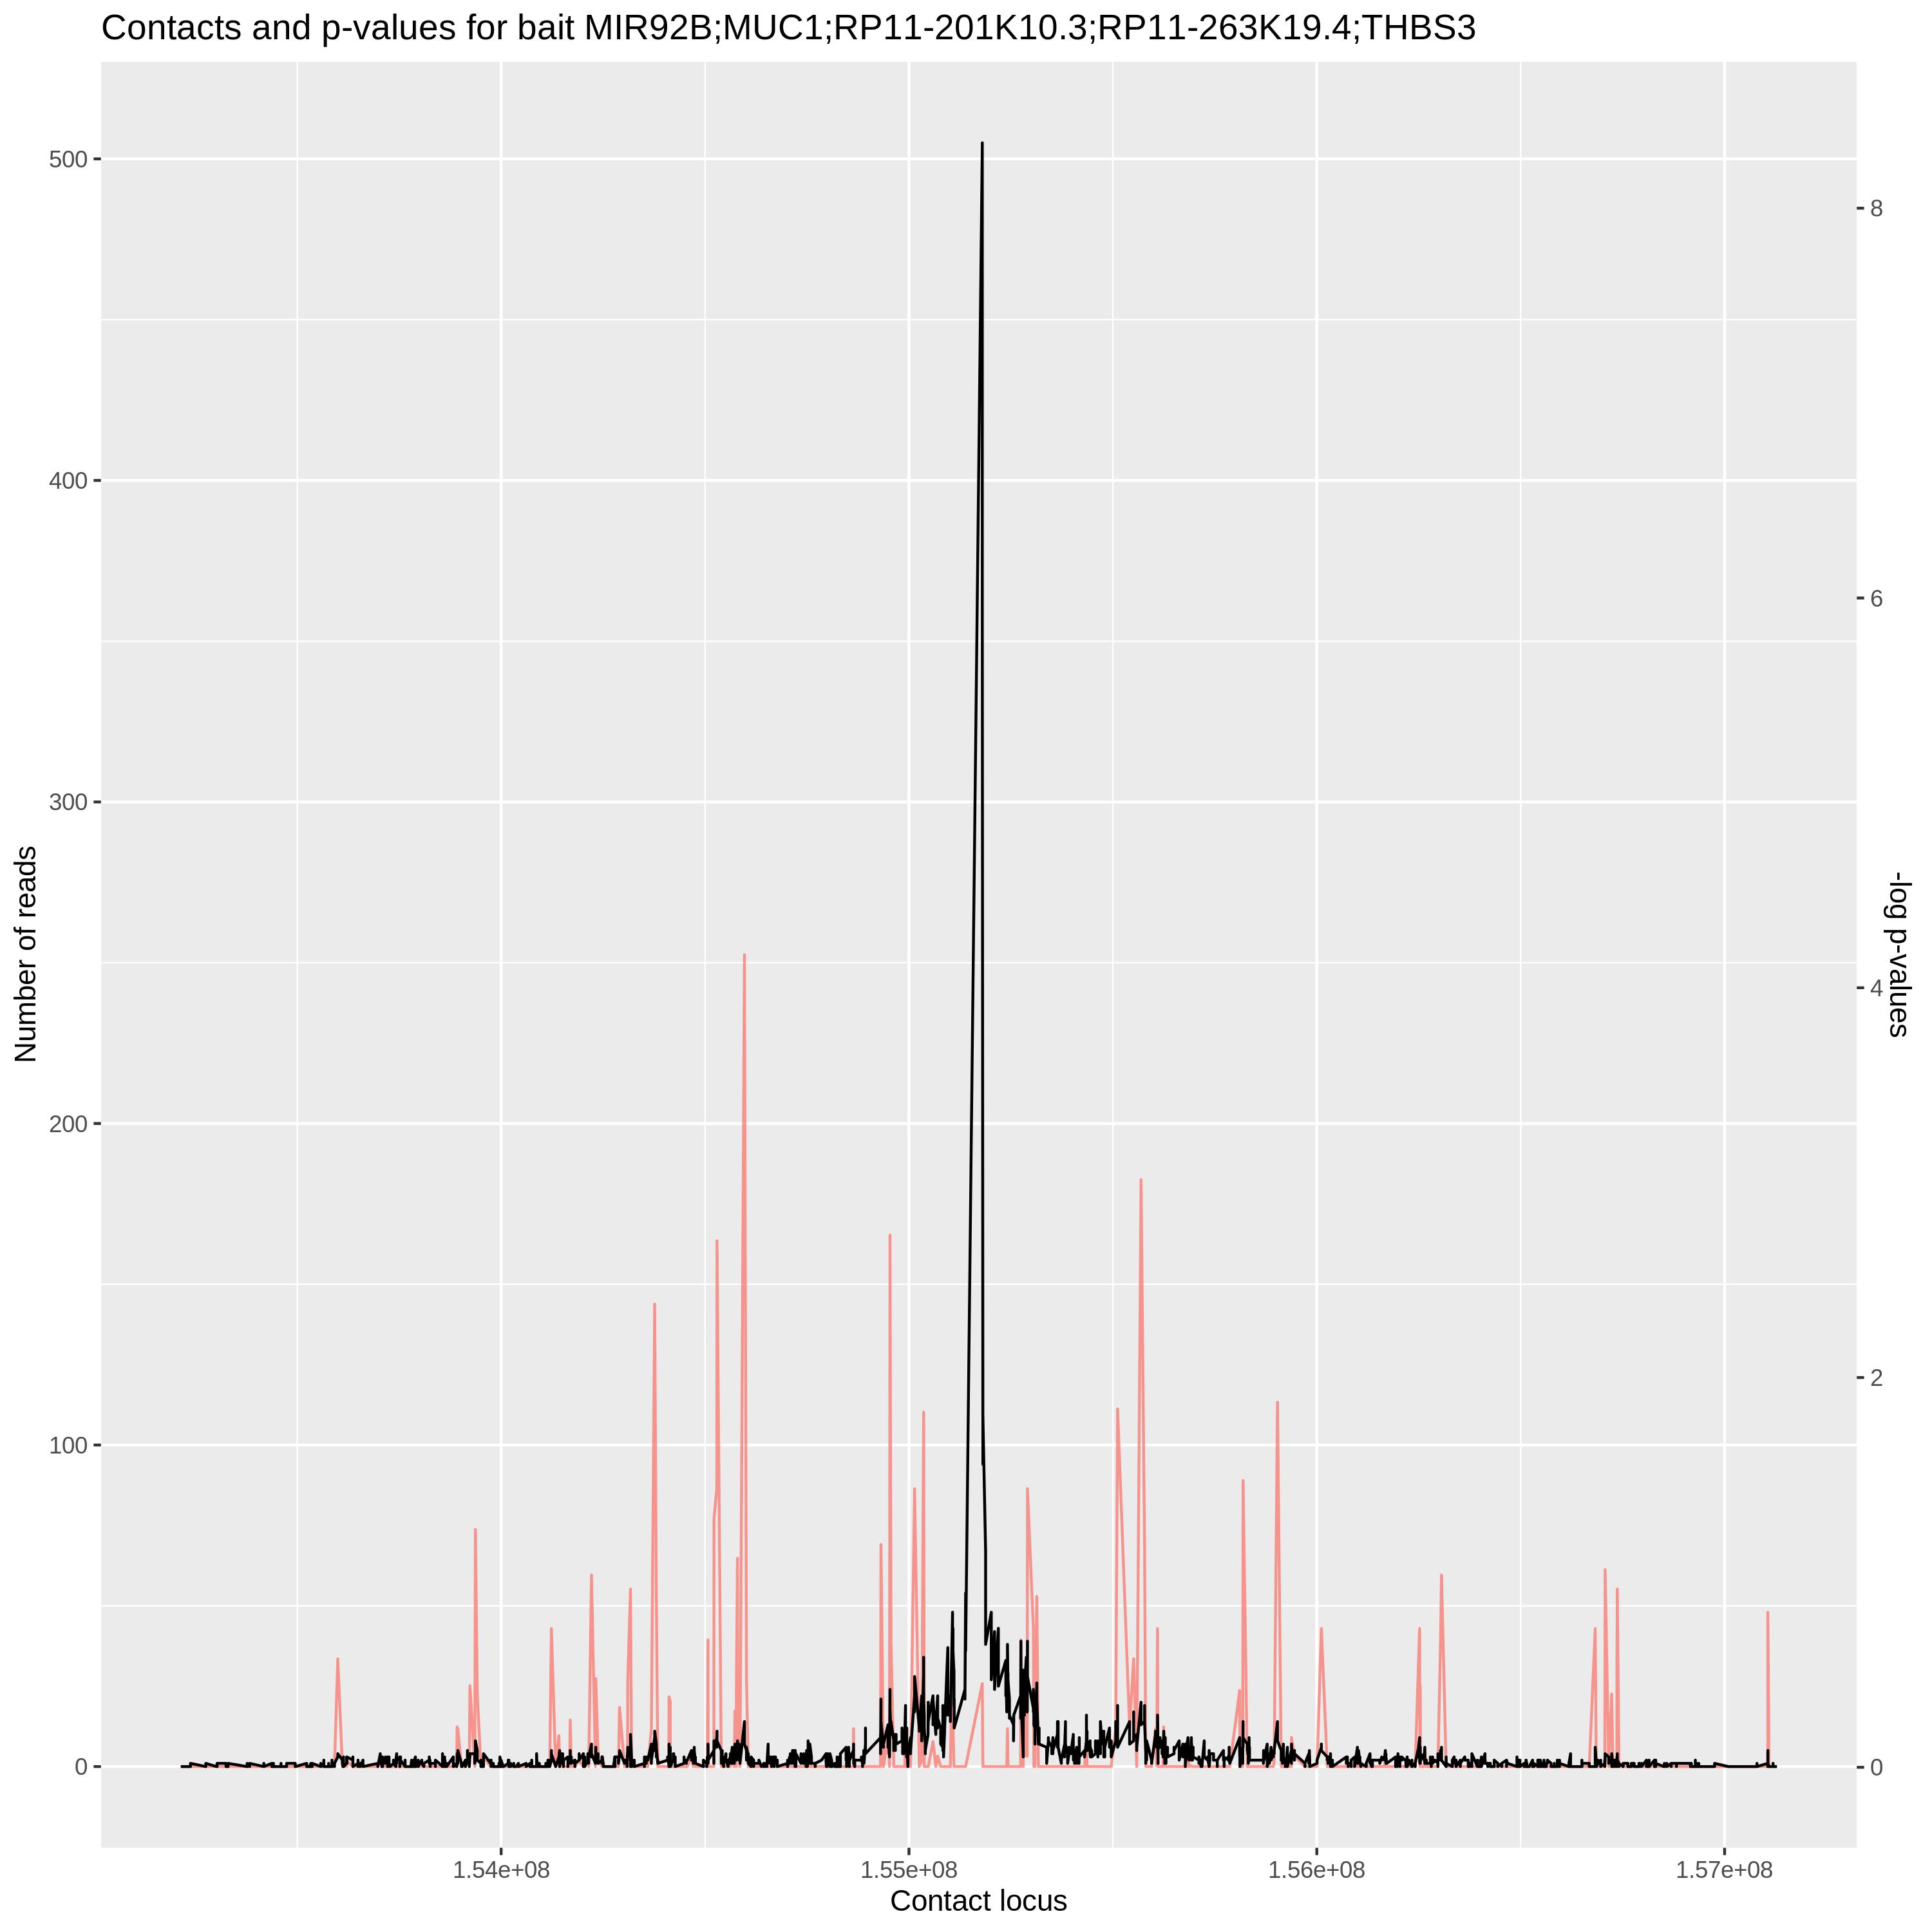 Contacts and p-values for bait MIR92B;MUC1;RP11-201K10.3;RP11-263K19.4;THBS3
500
400
300
200
100
0
Number of reads
8
6
4
2
0
-log p-values
1.54e+08
1.55e+08
1.56e+08
1.57e+08
Contact locus